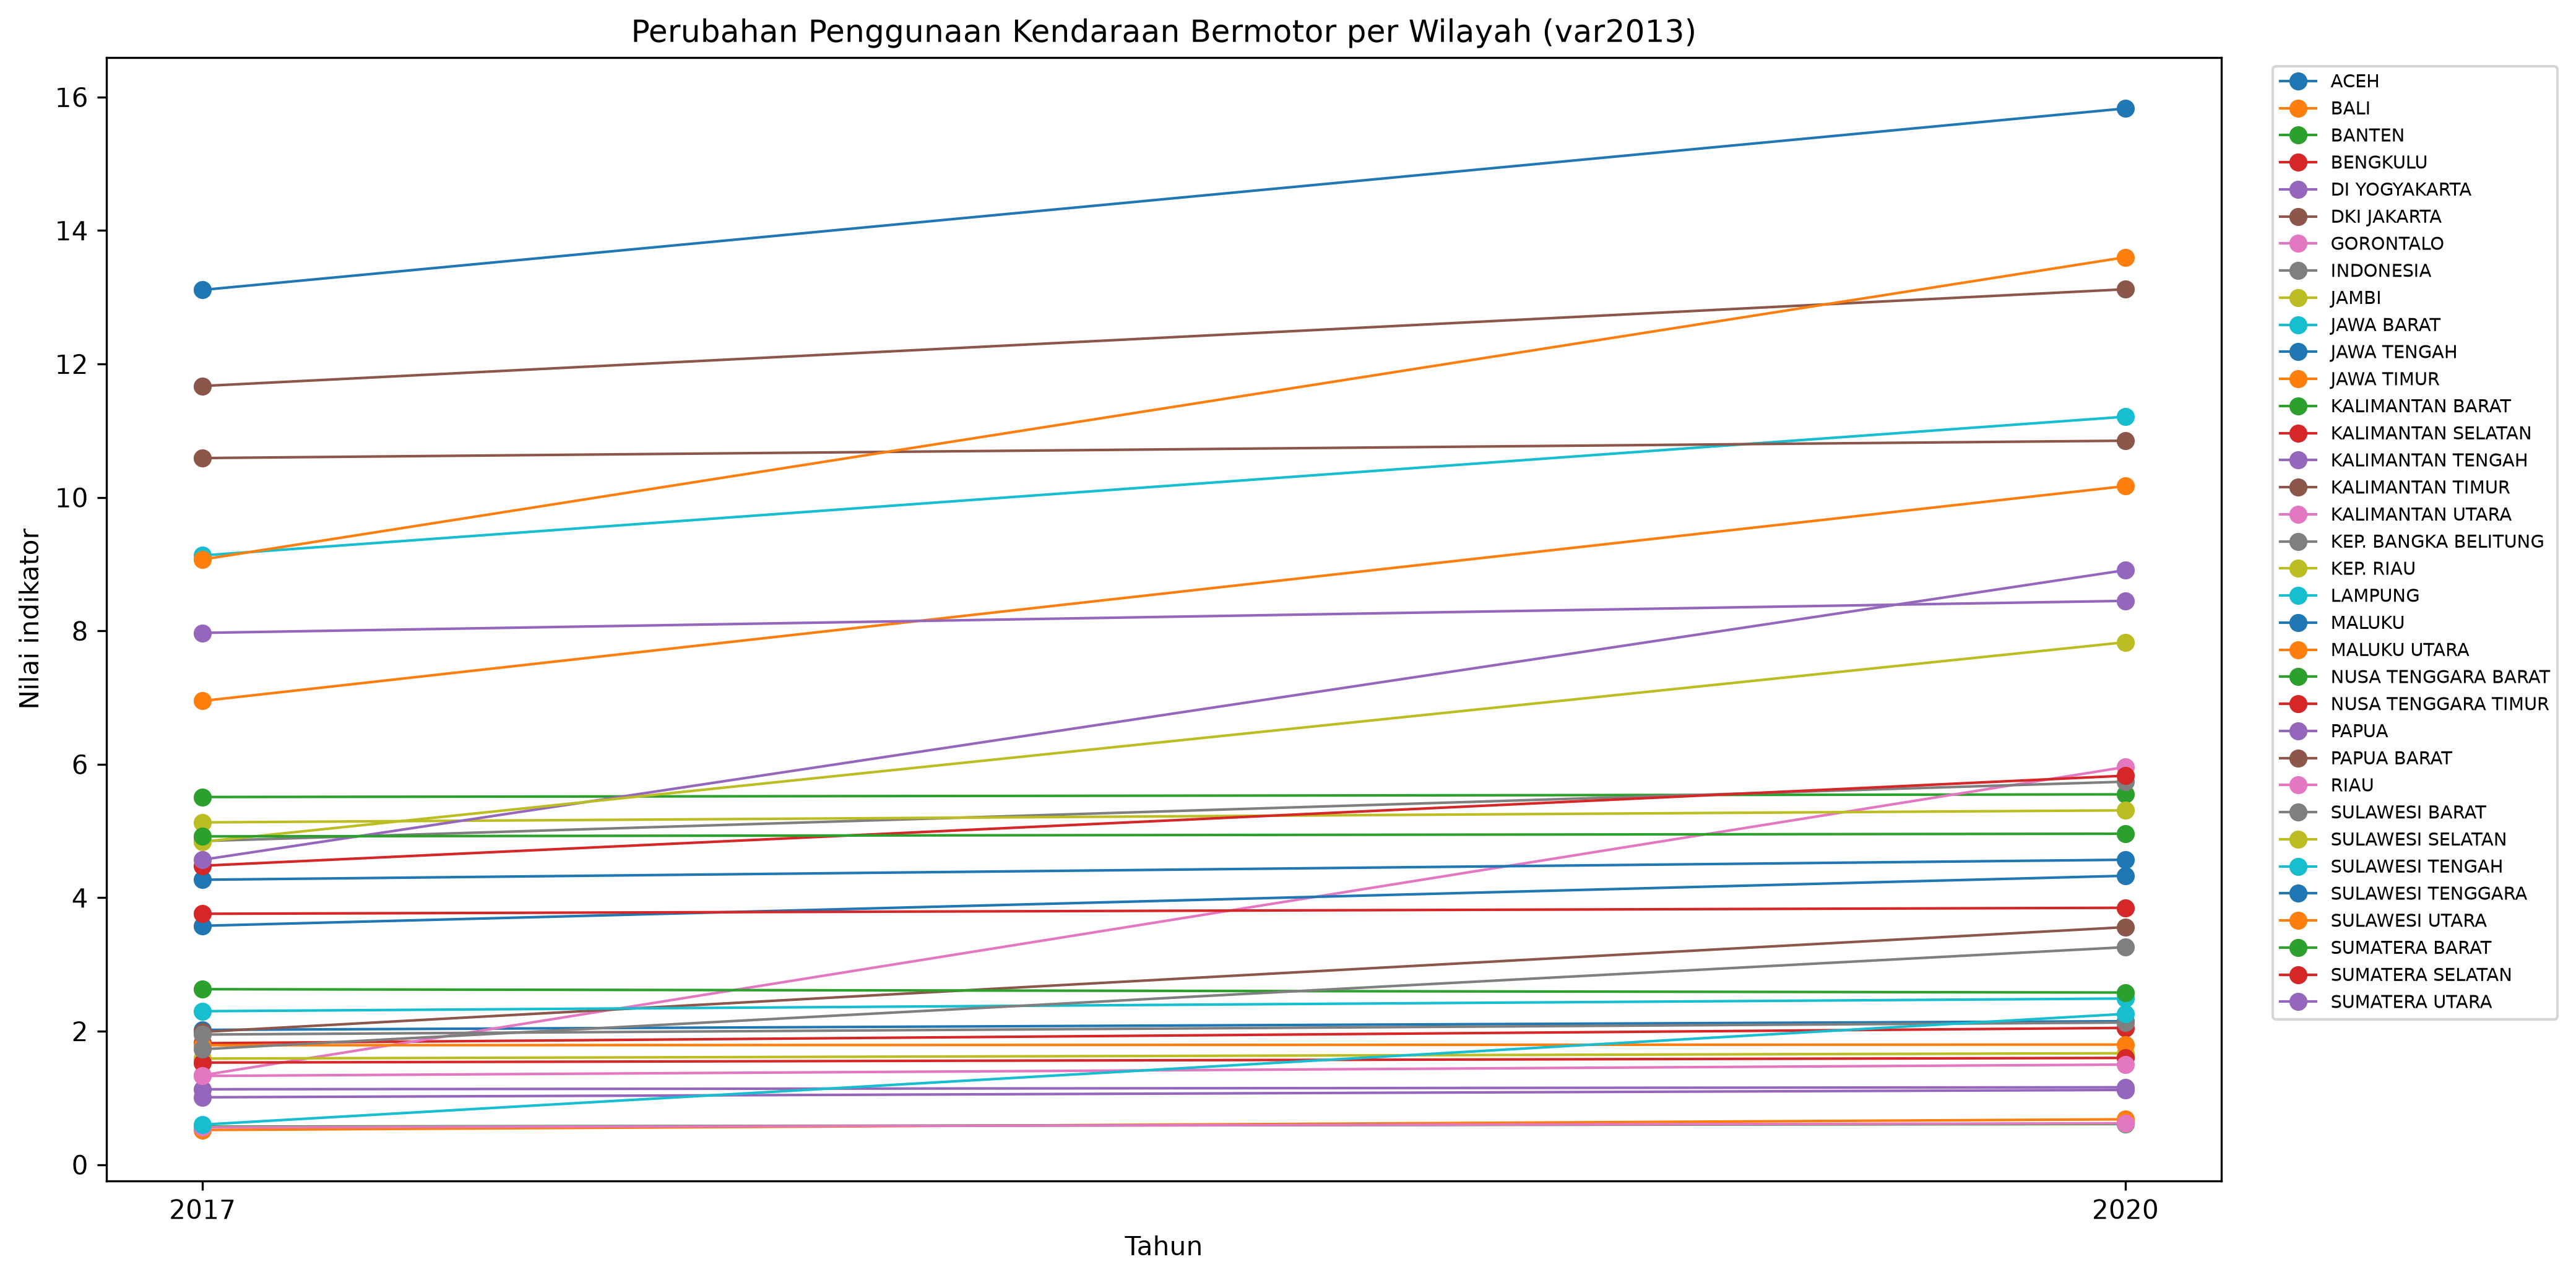 Perubahan Penggunaan Kendaraan Bermotor per Wilayah (var2013)
Nilai indikator
16
14
12
10
8
6
4
2
0
2017
2020
Tahun
ACEH
BALI
BANTEN
BENGKULU
DI YOGYAKARTA
DKI JAKARTA
GORONTALO
INDONESIA
JAMBI
JAWA BARAT
JAWA TENGAH
JAWA TIMUR
KALIMANTAN BARAT
KALIMANTAN SELATAN
KALIMANTAN TENGAH
KALIMANTAN TIMUR
KALIMANTAN UTARA
KEP. BANGKA BELITUNG
KEP. RIAU
LAMPUNG
MALUKU
MALUKU UTARA
NUSA TENGGARA BARAT
NUSA TENGGARA TIMUR
PAPUA
PAPUA BARAT
RIAU
SULAWESI BARAT
SULAWESI SELATAN
SULAWESI TENGAH
SULAWESI TENGGARA
SULAWESI UTARA
SUMATERA BARAT
SUMATERA SELATAN
SUMATERA UTARA